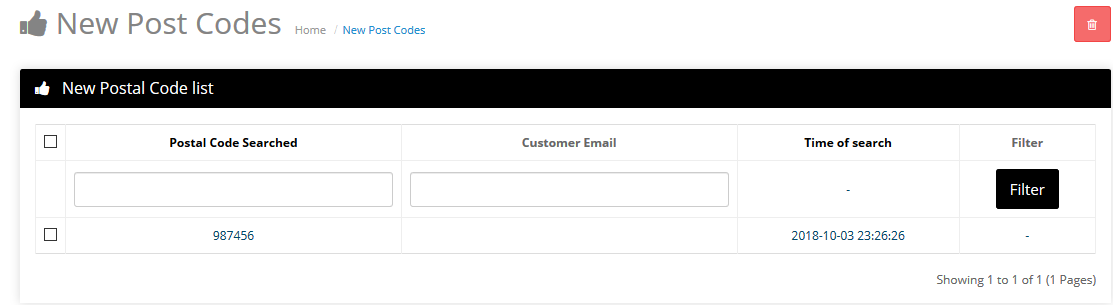 New Post Codes Home / New Post Codes
New Postal Code list
Postal Code Searched Customer Email Time of search Filter
- Filter
987456 2018-10-03 23:26:26 -
Showing 1 to 1 of 1 (1 Pages)